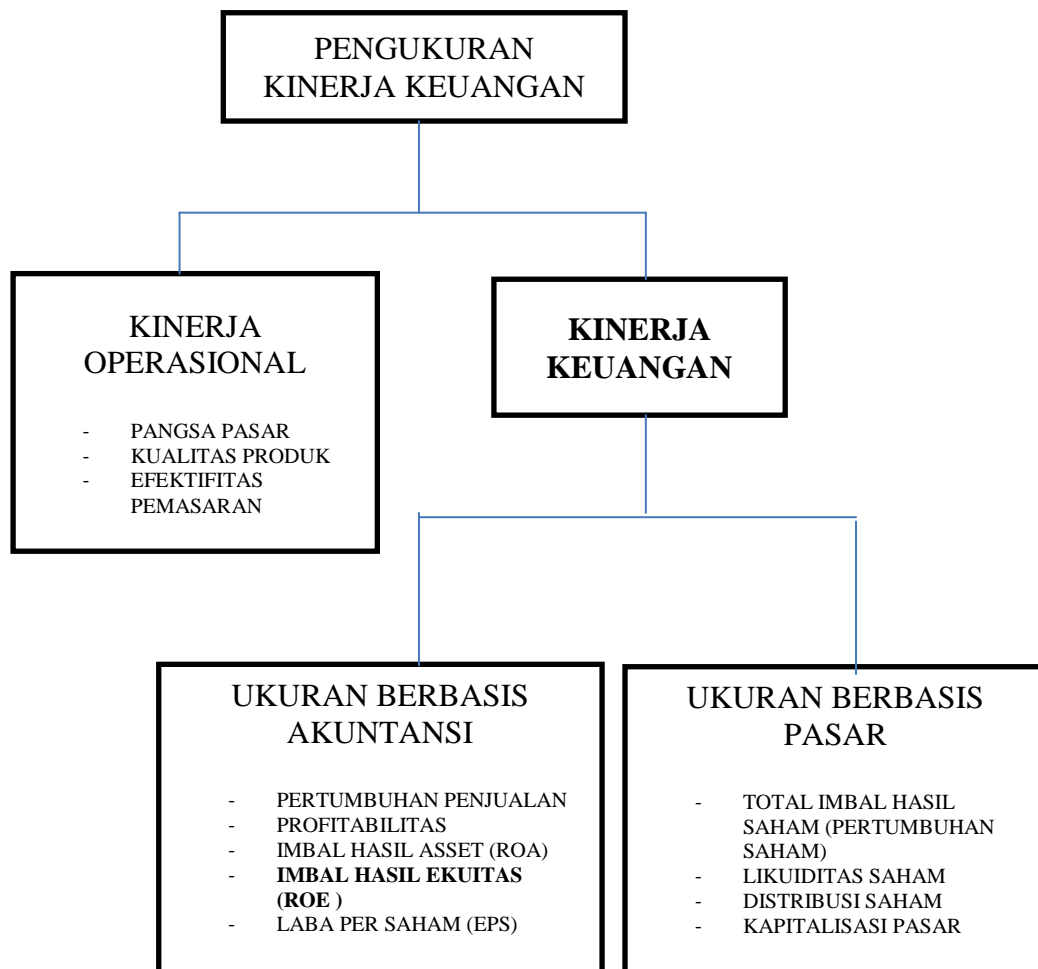 PENGUKURAN
KINERJA KEUANGAN
KINERJA
OPERASIONAL
- PANGSA PASAR
- KUALITAS PRODUK
- EFEKTIFITAS
PEMASARAN
KINERJA
KEUANGAN
UKURAN BERBASIS
AKUNTANSI
- PERTUMBUHAN PENJUALAN
- PROFITABILITAS
- IMBAL HASIL ASSET (ROA)
- IMBAL HASIL EKUITAS
(ROE )
- LABA PER SAHAM (EPS)
UKURAN BERBASIS
PASAR
- TOTAL IMBAL HASIL
SAHAM (PERTUMBUHAN
SAHAM)
- LIKUIDITAS SAHAM
- DISTRIBUSI SAHAM
- KAPITALISASI PASAR